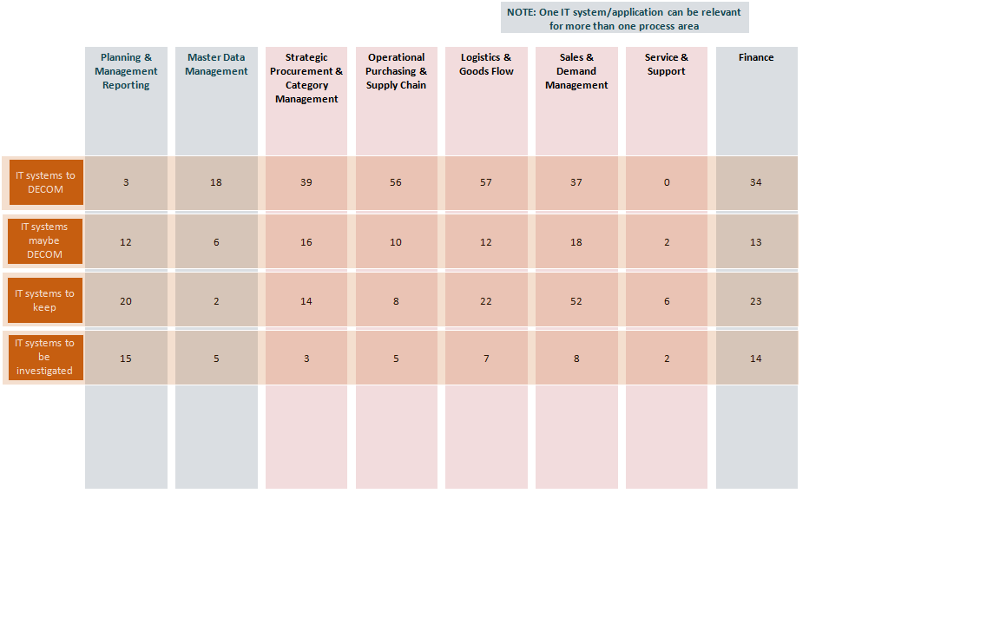 NOTE: One IT system/application can be relevant
for more than one process area
Planning &
Management
Reporting
Master Data
Management
Strategic
Procurement &
Category
Management
Operational
Purchasing &
Supply Chain
Logistics &
Goods Flow
Sales &
Demand
Management
Service &
Support
Finance
IT systems to
DECOM
3 18 39 56 57 37 0 34
IT systems
maybe
DECOM
12 6 16 10 12 18 2 13
IT systems to
keep
20 2 14 8 22 52 6 23
IT systems to
be
investigated
15 5 3 5 7 8 2 14